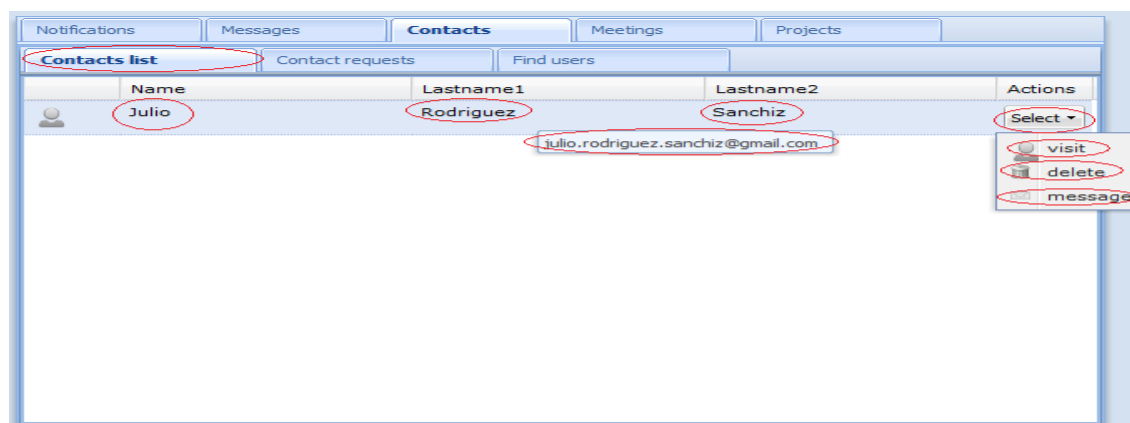 Notifications Messages Contacts Meetings Projects
Contacts list Contact requests Find users
Name Lastname1 Lastname2 Actions
Julio Rodriguez Sanchiz Select
julio.rodriguez.sanchiz@gmail.com
visit
delete
message